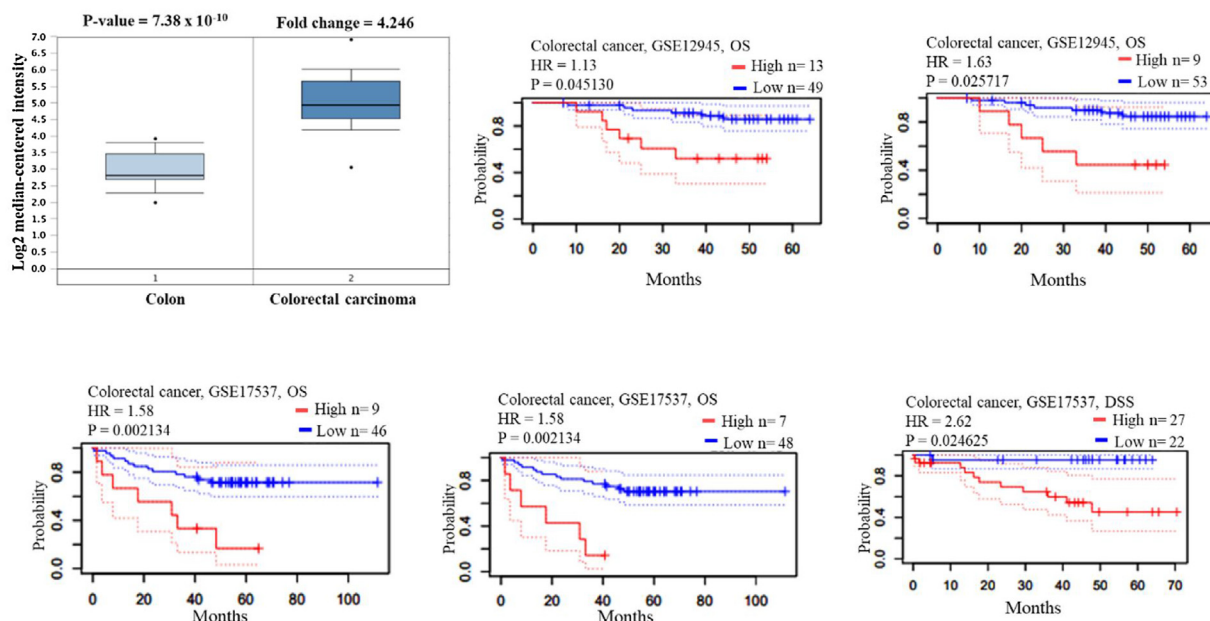 P-value = 7.38 x 10-10 Fold change = 4.246
Log2 median-centered intensity
7.0
6.5
6.0
5.5
5.0
4.5
4.0
3.5
3.0
2.5
2.0
1.5
1.0
0.5
0.0
1 2
Colon Colorectal carcinoma
Colorectal cancer, GSE12945, OS
HR = 1.13 High n= 13
P = 0.045130 Low n= 49
Probability
0.8
0.4
0.0
0 10 20 30 40 50 60
Months
Colorectal cancer, GSE12945, OS
HR = 1.63 High n= 9
P = 0.025717 Low n= 53
Probability
0.8
0.4
0.0
0 10 20 30 40 50 60
Months
Colorectal cancer, GSE17537, OS
HR = 1.58 High n= 9
P = 0.002134 Low n= 46
Probability
0.8
0.4
0.0
0 20 40 60 80 100
Months
Colorectal cancer, GSE17537, OS
HR = 1.58 High n= 7
P = 0.002134 Low n= 48
Probability
0.8
0.4
0.0
0 20 40 60 80 100
Months
Colorectal cancer, GSE17537, DSS
HR = 2.62 High n= 27
P = 0.024625 Low n= 22
Probability
0.8
0.4
0.0
0 10 20 30 40 50 60 70
Months